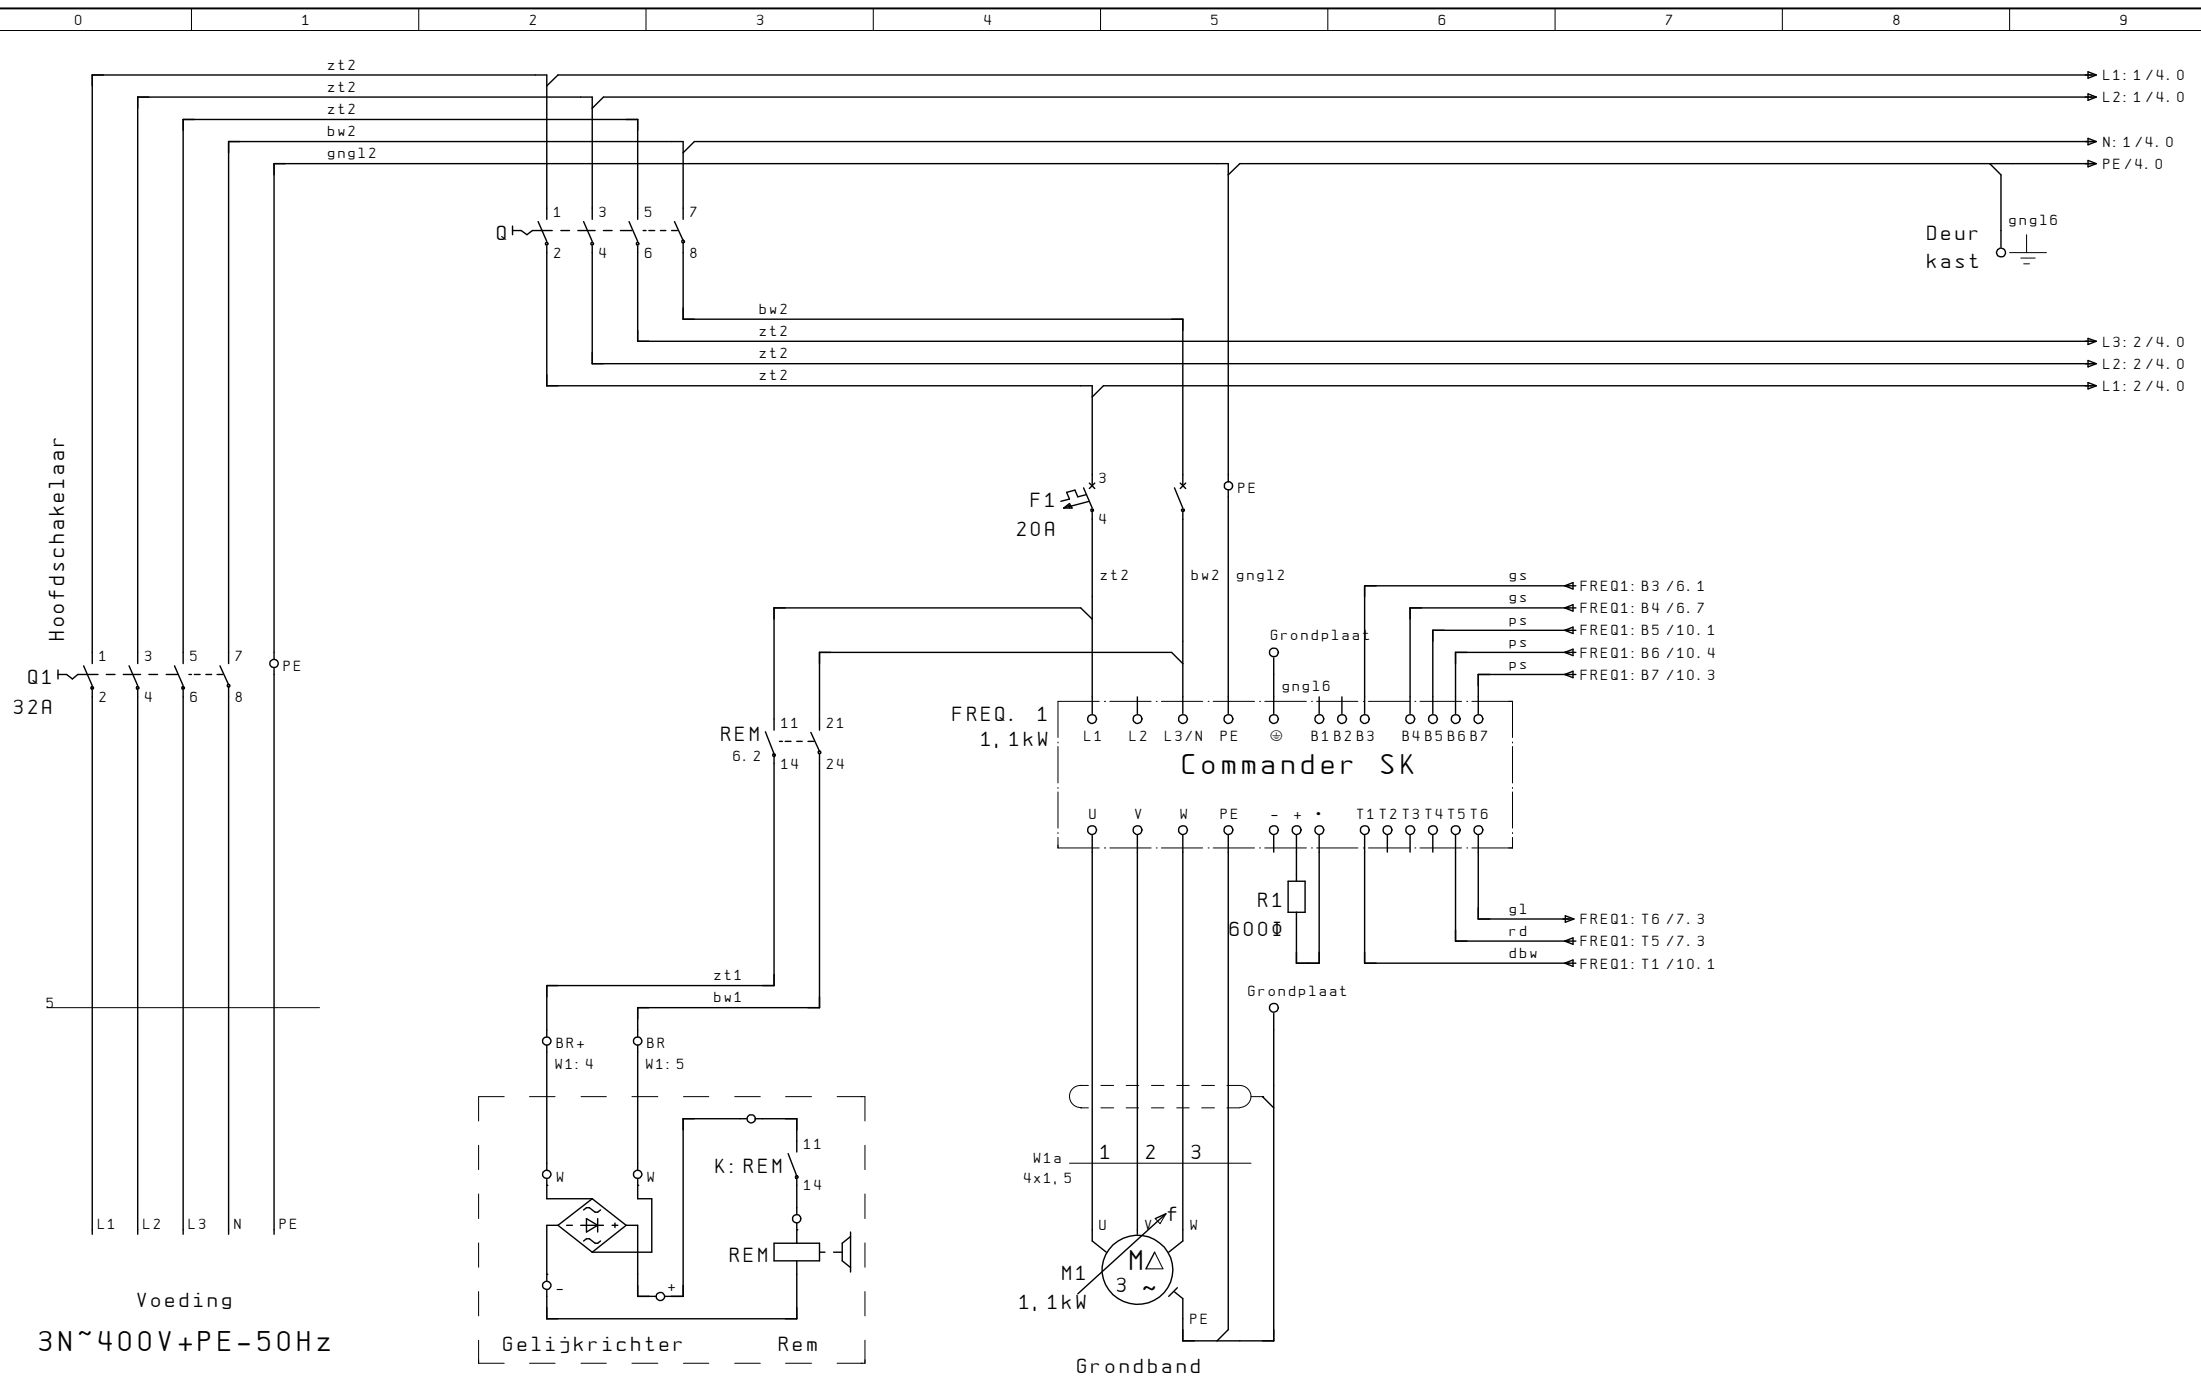 0 1 2 3 4 5 6 7 8 9
zt2 L1:1/4.0
zt2 L2:1/4.0
zt2
bw2 N:1/4.0
gngl2 PE/4.0
1 3 5 7
Q
2 4 6 8
gngl6
Deur
kast
bw2
zt2 L3:2/4.0
zt2 L2:2/4.0
zt2 L1:2/4.0
Hoofdschakelaar
3
F1 PE
20A 4
zt2 bw2 gngl2
gs FREQ1:B3/6.1
gs FREQ1:B4/6.7
ps FREQ1:B5/10.1
ps FREQ1:B6/10.4
ps FREQ1:B7/10.3
Grondplaat
gngl6
1 3 5 7 PE
Q1
32A 2 4 6 8
11 21
REM
6.2 14 24
FREQ. 1
1,1kW
L1 L2 L3/N PE B1 B2 B3 B4 B5 B6 B7
Commander SK
U V W PE - + • T1 T2 T3 T4 T5 T6
R1
600Φ
gl FREQ1:T6/7.3
rd FREQ1:T5/7.3
dbw FREQ1:T1/10.1
zt1
bw1
5
Grondplaat
BR+ BR
W1:4 W1:5
11
K:REM
14
W W
- +
REM
- +
Gelijkrichter Rem
W1a 1 2 3
4x1,5
U V W
f
M△
3 ~
M1
1,1kW
PE
Grondband
L1 L2 L3 N PE
Voeding
3N~400V+PE-50Hz